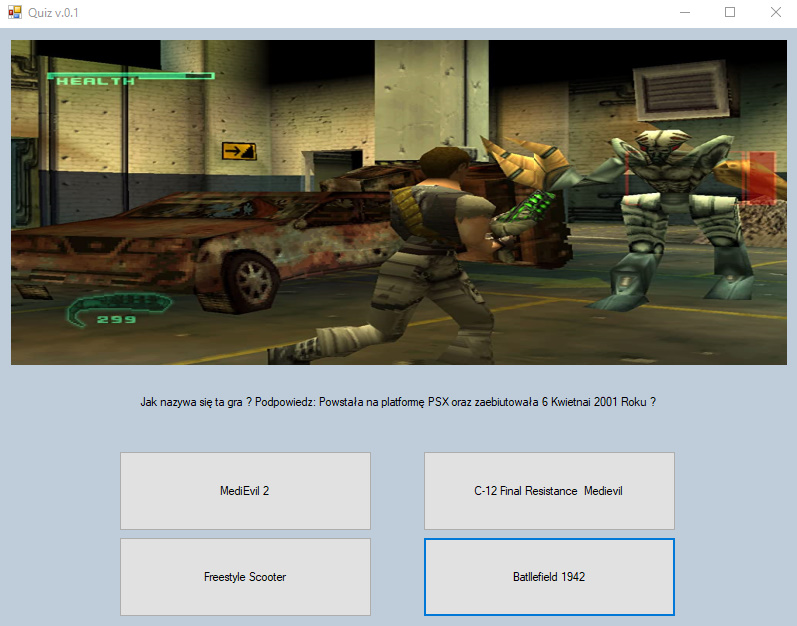 Quiz v.0.1
HEALTH
299
Jak nazywa się ta gra ? Podpowiedz: Powstała na platformę PSX oraz zaebiutowała 6 Kwietnai 2001 Roku ?
MediEvil 2
C-12 Final Resistance  Medievil
Freestyle Scooter
Batllefield 1942